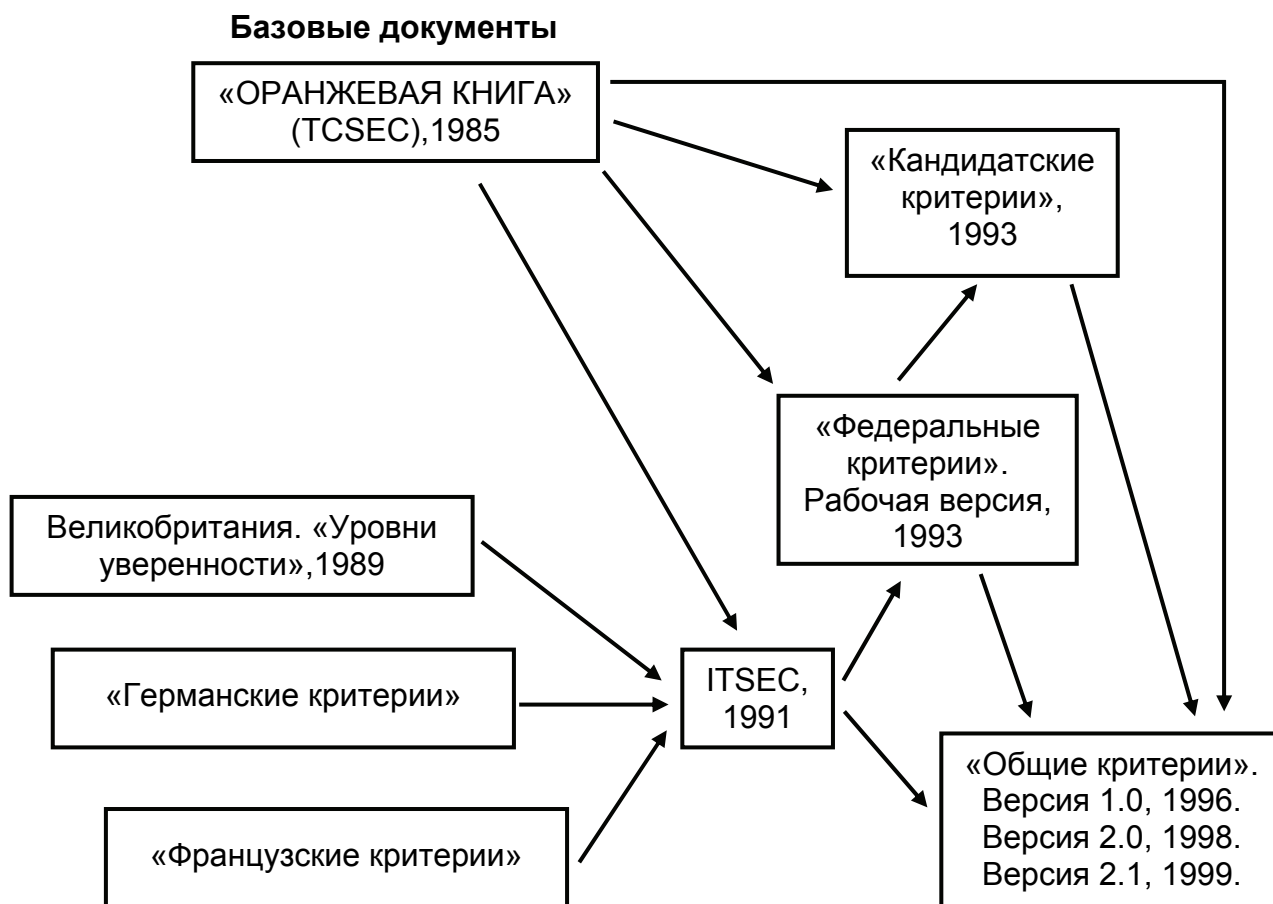 Базовые документы
«ОРАНЖЕВАЯ КНИГА»
(TCSEC),1985
«Кандидатские
критерии»,
1993
«Федеральные
критерии».
Рабочая версия,
1993
Великобритания. «Уровни
уверенности»,1989
«Германские критерии»
ITSEC,
1991
«Французские критерии»
«Общие критерии».
Версия 1.0, 1996.
Версия 2.0, 1998.
Версия 2.1, 1999.